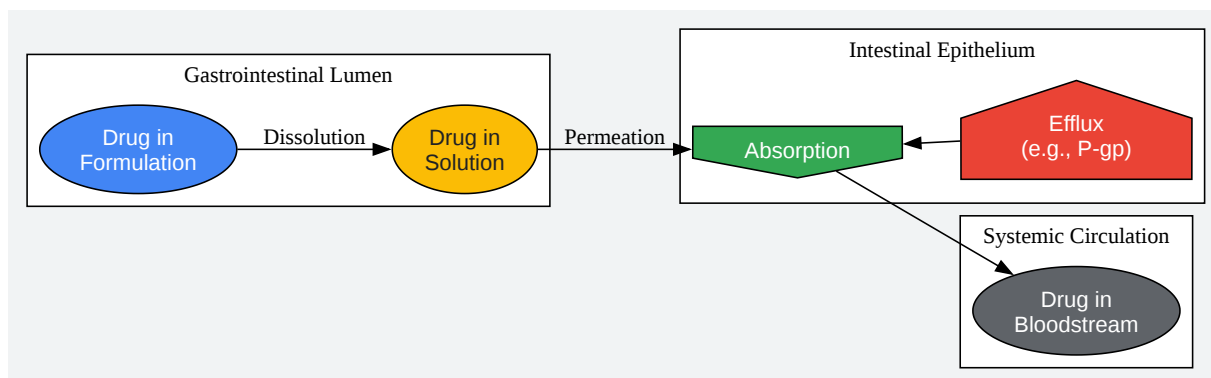 Gastrointestinal Lumen
Drug in
Formulation
Dissolution
Drug in
Solution
Permeation
Intestinal Epithelium
Absorption
Efflux
(e.g., P-gp)
Systemic Circulation
Drug in
Bloodstream